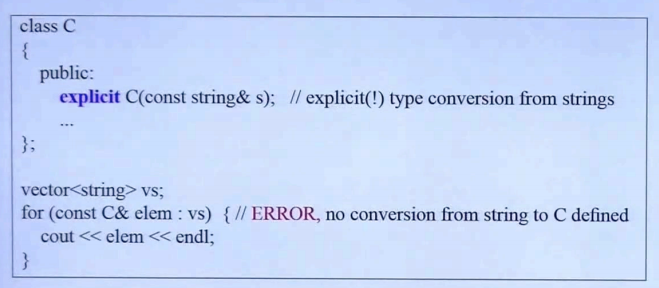 class C
{
public:
explicit C(const string& s); // explicit(!) type conversion from strings
...
};
vector<string> vs;
for (const C& elem : vs) { // ERROR, no conversion from string to C defined
cout << elem << endl;
}